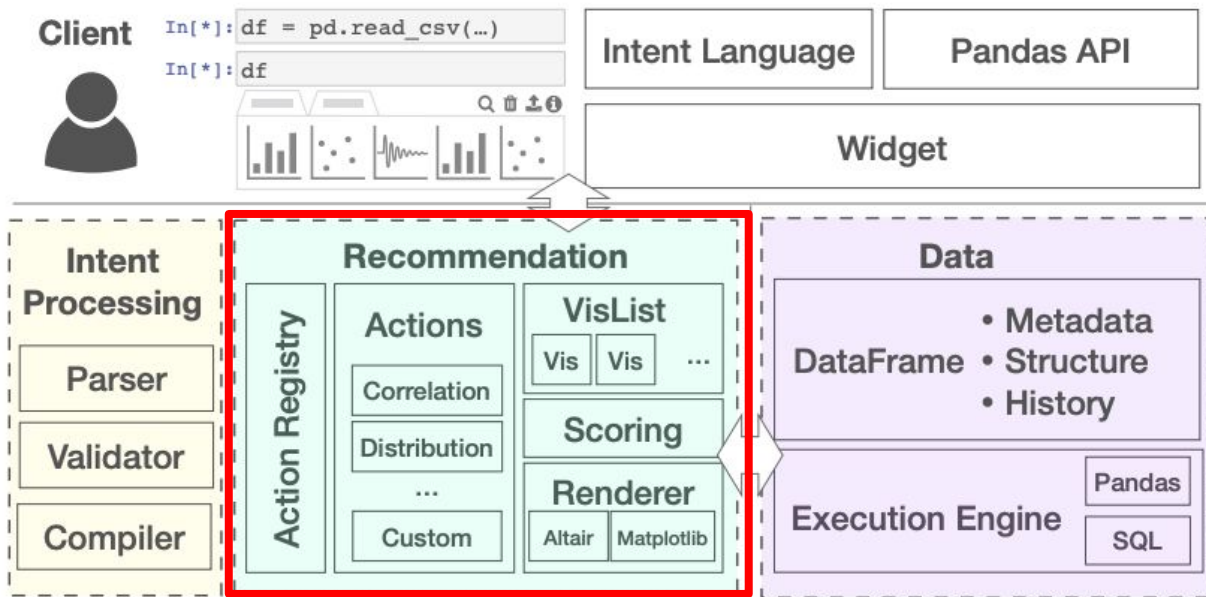 Client
In[*]: df = pd.read_csv(…)
In[*]: df
Intent Language
Pandas API
Widget
Intent
Processing
Parser
Validator
Compiler
Recommendation
Action Registry
Actions
Correlation
Distribution
...
Custom
VisList
Vis
Vis
...
Scoring
Renderer
Altair
Matplotlib
Data
DataFrame
• Metadata
• Structure
• History
Execution Engine
Pandas
SQL